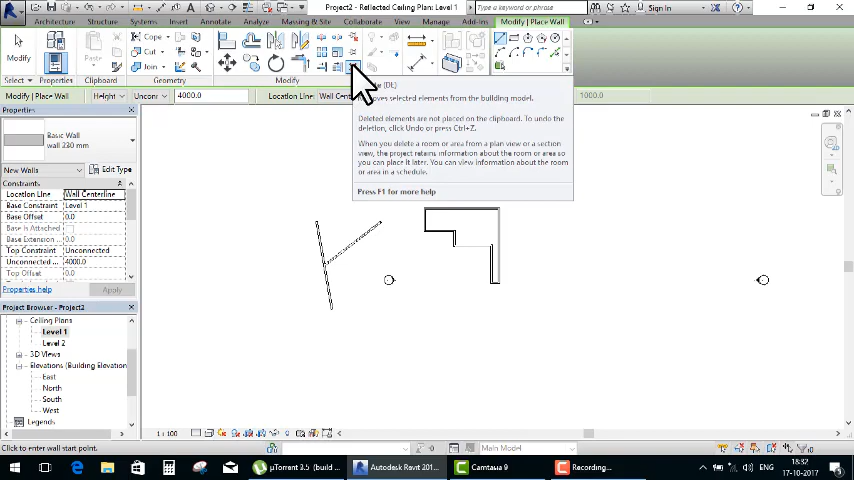 Project2 - Reflected Ceiling Plan: Level 1
Type a keyword or phrase
Sign In
Architecture Structure Systems Insert Annotate Analyze Massing & Site Collaborate View Manage Add-Ins Modify | Place Wall
Modify
Paste
Cope
Cut
Join
Select Properties Clipboard Geometry Modify
Modify | Place Wall Height: Uncon 4000.0 Location Line: Wall Cent 1000.0
(DE)
Removes selected elements from the building model.
Deleted elements are not placed on the clipboard. To undo the
deletion, click Undo or press Ctrl+Z.
When you delete a room or area from a plan view or a section
view, the project retains information about the room or area so
you can place it later. You can view information about the room
or area in a schedule.
Press F1 for more help
Properties
Basic Wall
wall 230 mm
New Walls
Edit Type
Constraints
Location Line Wall Centerline
Base Constraint Level 1
Base Offset 0.0
Base is Attached
Base Extension 0.0
Top Constraint Unconnected
Unconnected ... 4000.0
Top Offset 0.0
Properties help Apply
Project Browser - Project2
Ceiling Plans
Level 1
Level 2
3D Views
Elevations (Building Elevation
East
North
South
West
Legends
1 : 100
Click to enter wall start point.
:0
Main Model
:0
µTorrent 3.5 (build ...
Autodesk Revit 201...
Camtasia 9
Recording...
ENG
18:32
17-10-2017